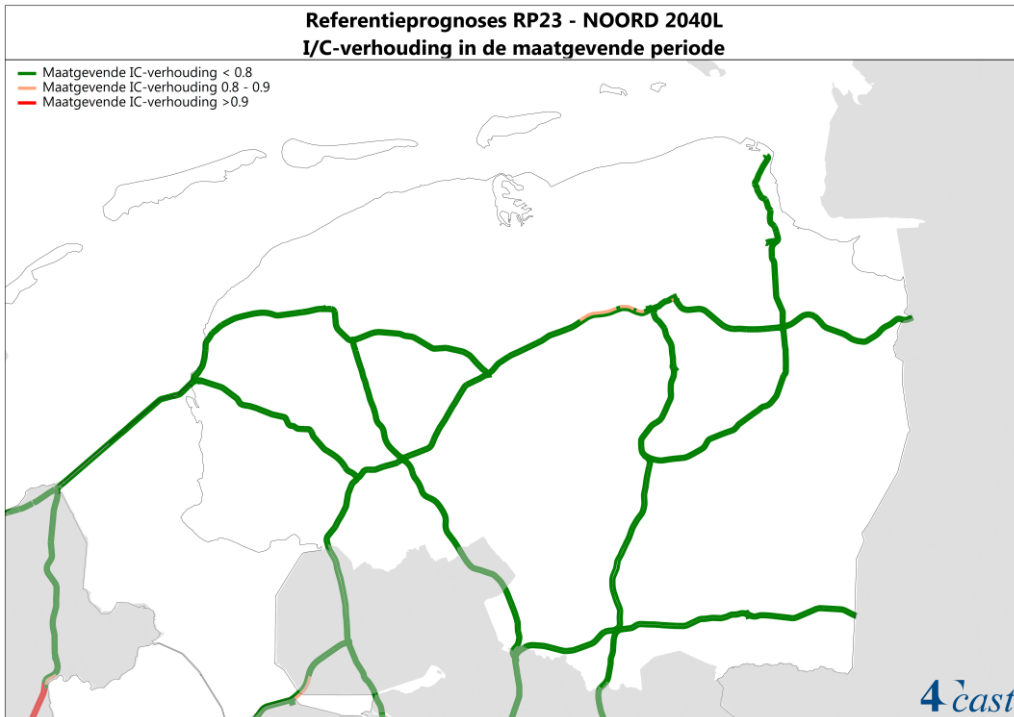 Referentieprognoses RP23 - NOORD 2040L
I/C-verhouding in de maatgevende periode
Maatgevende IC-verhouding < 0.8
Maatgevende IC-verhouding 0.8 - 0.9
Maatgevende IC-verhouding >0.9
4cast